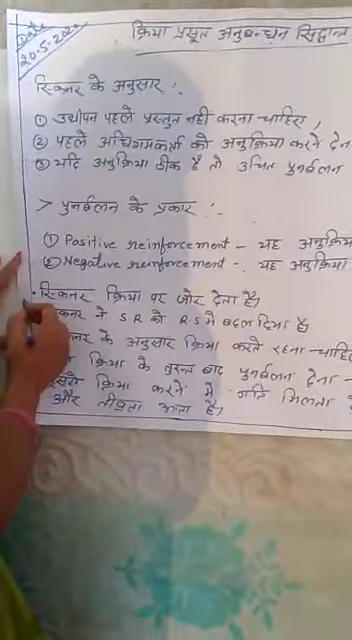 Date
20-5-20
क्रिया प्रसूत अनुबन्धन सिद्धान्त
स्किनर के अनुसार :-
① उद्दीपन पहले प्रस्तुत नहीं करना चाहिए,
② पहले अधिगमकर्ता को अनुक्रिया करने देना
③ यदि अनुक्रिया ठीक है तो उचित पुनर्बलन
> पुनर्बलन के प्रकार :-
① Positive reinforcement - यह अनुक्रिया
② Negative reinforcement - यह अनुक्रिया
• स्किनर क्रिया पर जोर देता है।
ने S R को R-S में बदल दिया है।
के अनुसार क्रिया करते रहना चाहिए
क्रिया के तुरन्त बाद पुनर्बलन देना -
क्रिया करने में गति मिलता
और तीव्रता आता है।